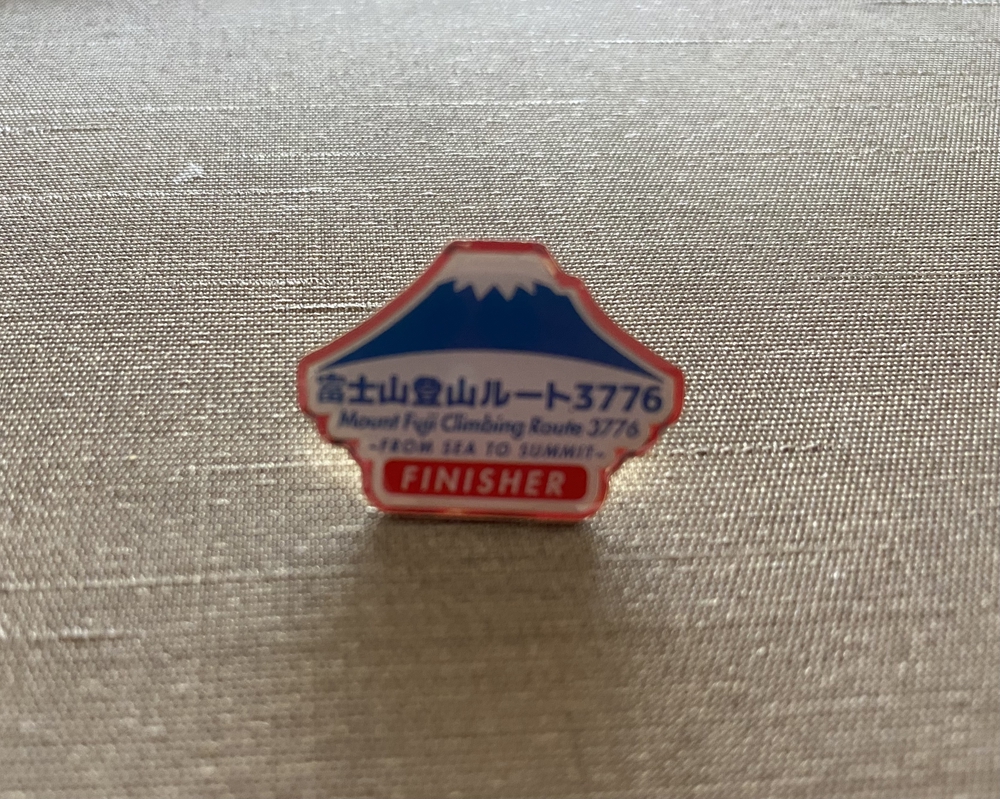 富士山登山ルート3776
Mount Fuji Climbing Route 3776
-FROM SEA TO SUMMIT-
FINISHER